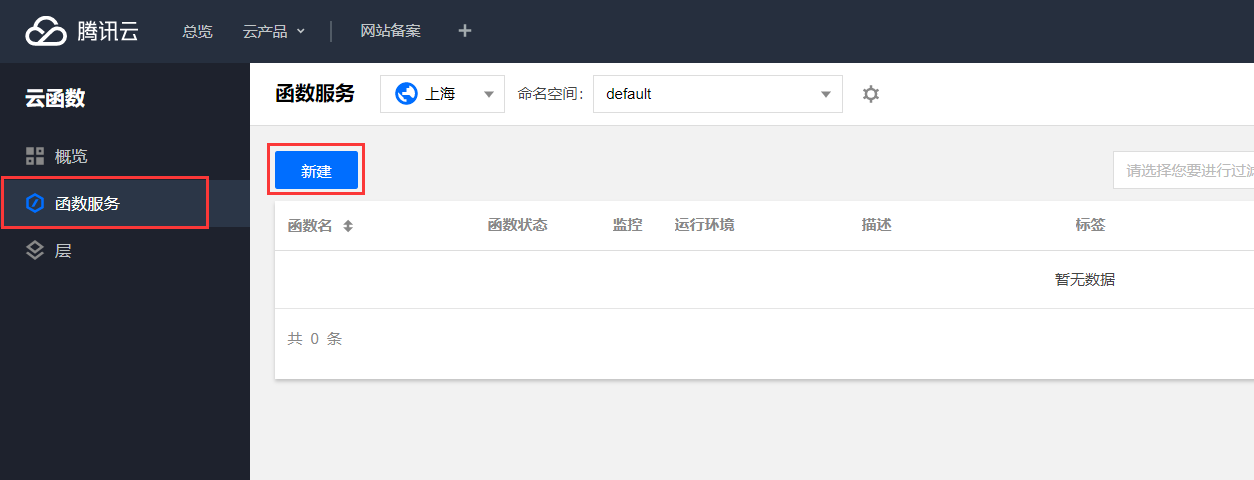 腾讯云 总览 云产品 网站备案 +
云函数
函数服务 上海 命名空间: default
概览
新建
请选择您要进行过滤
函数服务
函数名 函数状态 监控 运行环境 描述 标签
层
暂无数据
共 0 条